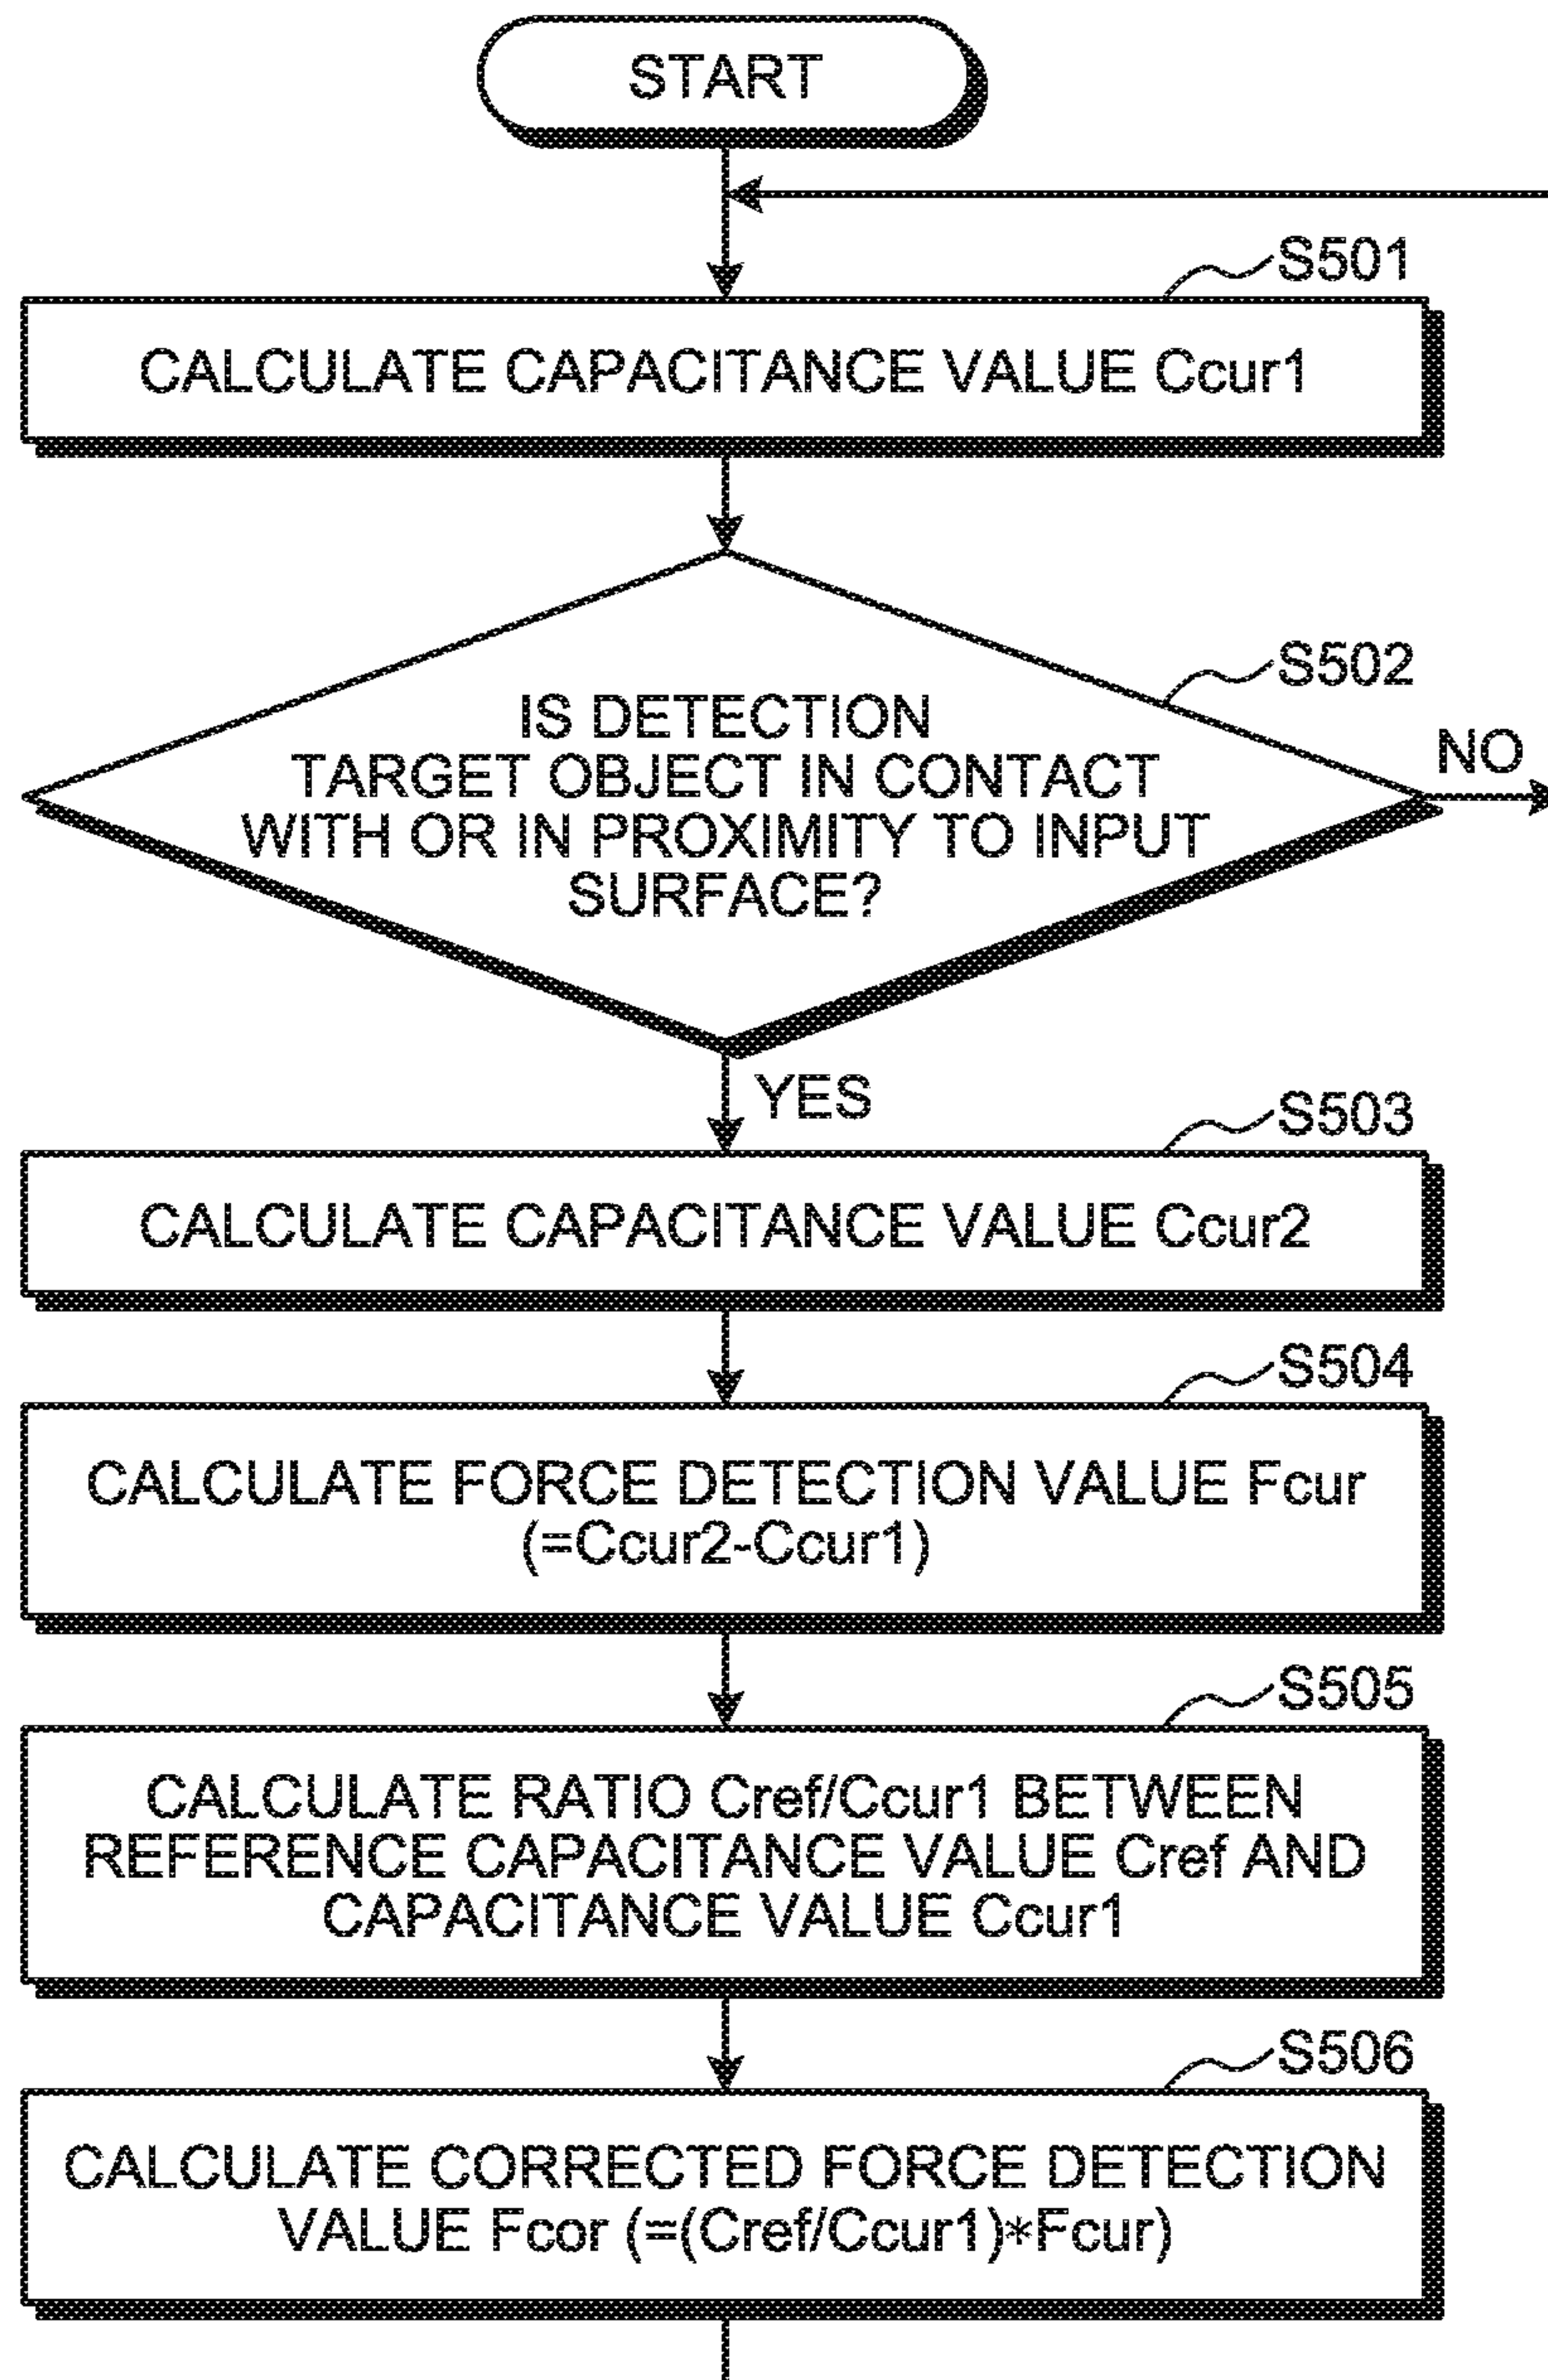 START
S501
CALCULATE CAPACITANCE VALUE Ccur1
S502
IS DETECTION
TARGET OBJECT IN CONTACT
WITH OR IN PROXIMITY TO INPUT
SURFACE?
NO
YES
S503
CALCULATE CAPACITANCE VALUE Ccur2
S504
CALCULATE FORCE DETECTION VALUE Fcur
(=Ccur2-Ccur1)
S505
CALCULATE RATIO Cref/Ccur1 BETWEEN
REFERENCE CAPACITANCE VALUE Cref AND
CAPACITANCE VALUE Ccur1
S506
CALCULATE CORRECTED FORCE DETECTION
VALUE Fcor (=(Cref/Ccur1)*Fcur)